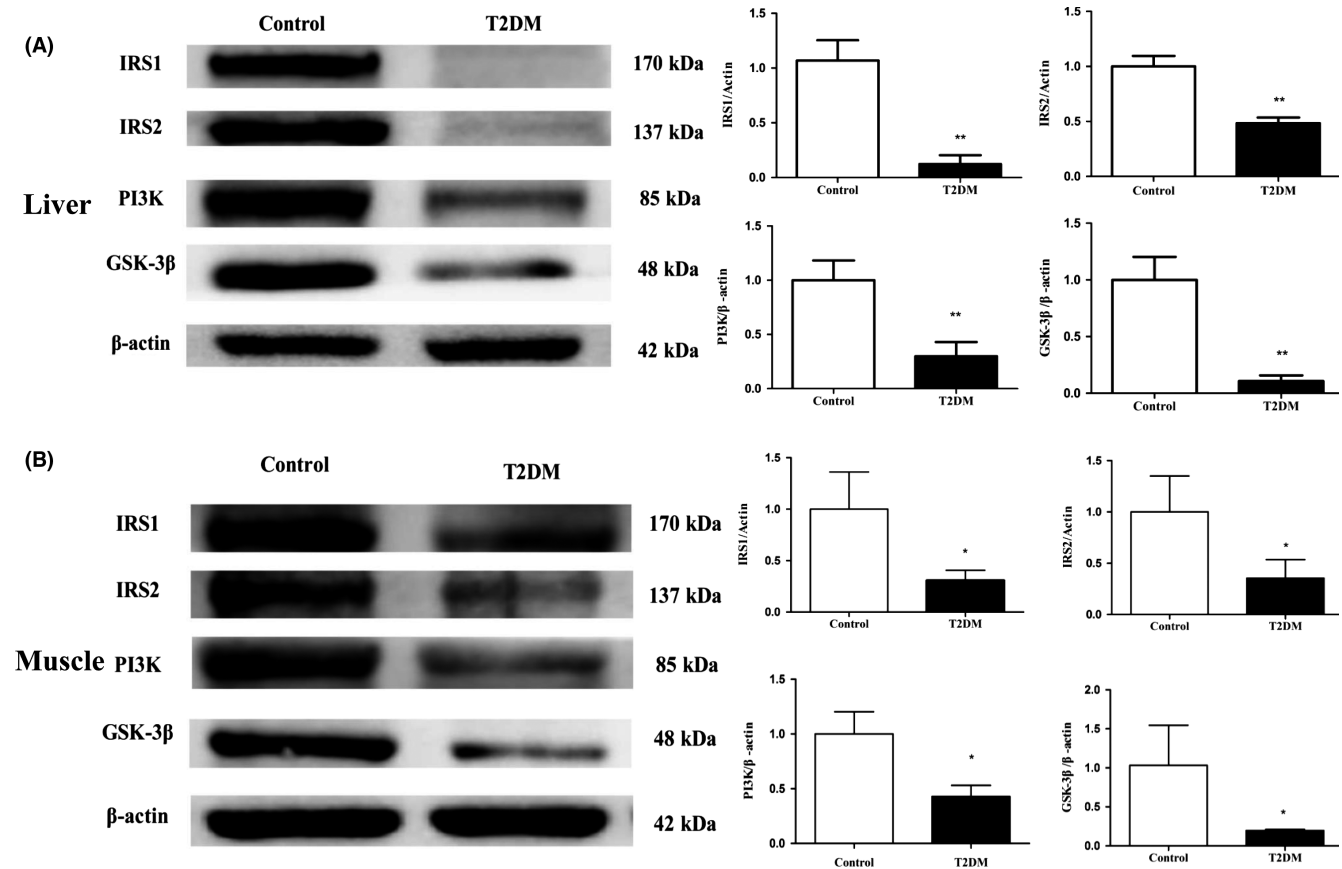 (A)
Control T2DM
IRS1 170 kDa
IRS2 137 kDa
Liver
PI3K 85 kDa
GSK-3β 48 kDa
β-actin 42 kDa
IRS1/Actin
1.5
1.0
0.5
0.0
**
Control T2DM
IRS2/Actin
1.5
1.0
0.5
0.0
**
Control T2DM
PI3K/β -actin
1.5
1.0
0.5
0.0
**
Control T2DM
GSK-3β /β -actin
1.5
1.0
0.5
0.0
**
Control T2DM
(B)
Control T2DM
IRS1 170 kDa
IRS2 137 kDa
Muscle
PI3K 85 kDa
GSK-3β 48 kDa
β-actin 42 kDa
IRS1/Actin
1.5
1.0
0.5
0.0
*
Control T2DM
IRS2/Actin
1.5
1.0
0.5
0.0
*
Control T2DM
PI3K/β -actin
1.5
1.0
0.5
0.0
*
Control T2DM
GSK-3β /β -actin
2.0
1.5
1.0
0.5
0.0
*
Control T2DM